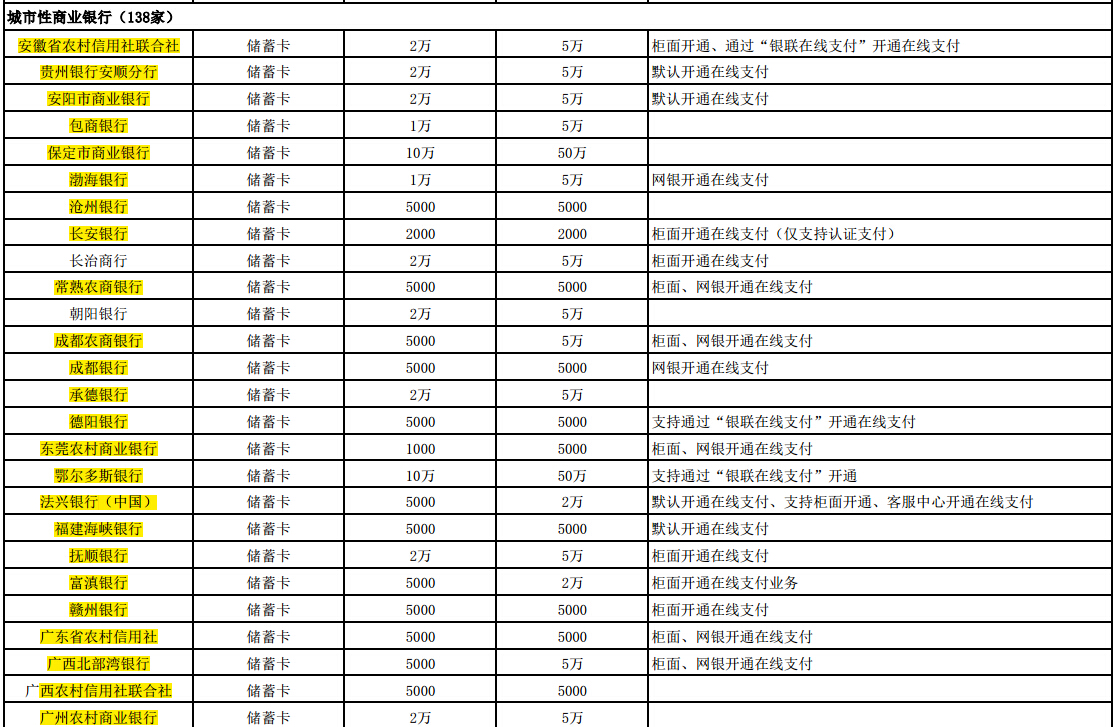 城市性商业银行（138家）
安徽省农村信用社联合社 储蓄卡 2万 5万 柜面开通、通过“银联在线支付”开通在线支付
贵州银行安顺分行 储蓄卡 2万 5万 默认开通在线支付
安阳市商业银行 储蓄卡 2万 5万 默认开通在线支付
包商银行 储蓄卡 1万 5万
保定市商业银行 储蓄卡 10万 50万
渤海银行 储蓄卡 1万 5万 网银开通在线支付
沧州银行 储蓄卡 5000 5000
长安银行 储蓄卡 2000 2000 柜面开通在线支付（仅支持认证支付）
长治商行 储蓄卡 2万 5万 柜面开通在线支付
常熟农商银行 储蓄卡 5000 5000 柜面、网银开通在线支付
朝阳银行 储蓄卡 2万 5万
成都农商银行 储蓄卡 5000 5万 柜面、网银开通在线支付
成都银行 储蓄卡 5000 5000 网银开通在线支付
承德银行 储蓄卡 2万 5万
德阳银行 储蓄卡 5000 5000 支持通过“银联在线支付”开通在线支付
东莞农村商业银行 储蓄卡 1000 5000 柜面、网银开通在线支付
鄂尔多斯银行 储蓄卡 10万 50万 支持通过“银联在线支付”开通
法兴银行（中国） 储蓄卡 5000 2万 默认开通在线支付、支持柜面开通、客服中心开通在线支付
福建海峡银行 储蓄卡 5000 5000 默认开通在线支付
抚顺银行 储蓄卡 2万 5万 柜面开通在线支付
富滇银行 储蓄卡 5000 2万 柜面开通在线支付业务
赣州银行 储蓄卡 5000 5000 柜面开通在线支付
广东省农村信用社 储蓄卡 5000 5000 柜面、网银开通在线支付
广西北部湾银行 储蓄卡 5000 5万 柜面、网银开通在线支付
广西农村信用社联合社 储蓄卡 5000 5000
广州农村商业银行 储蓄卡 2万 5万